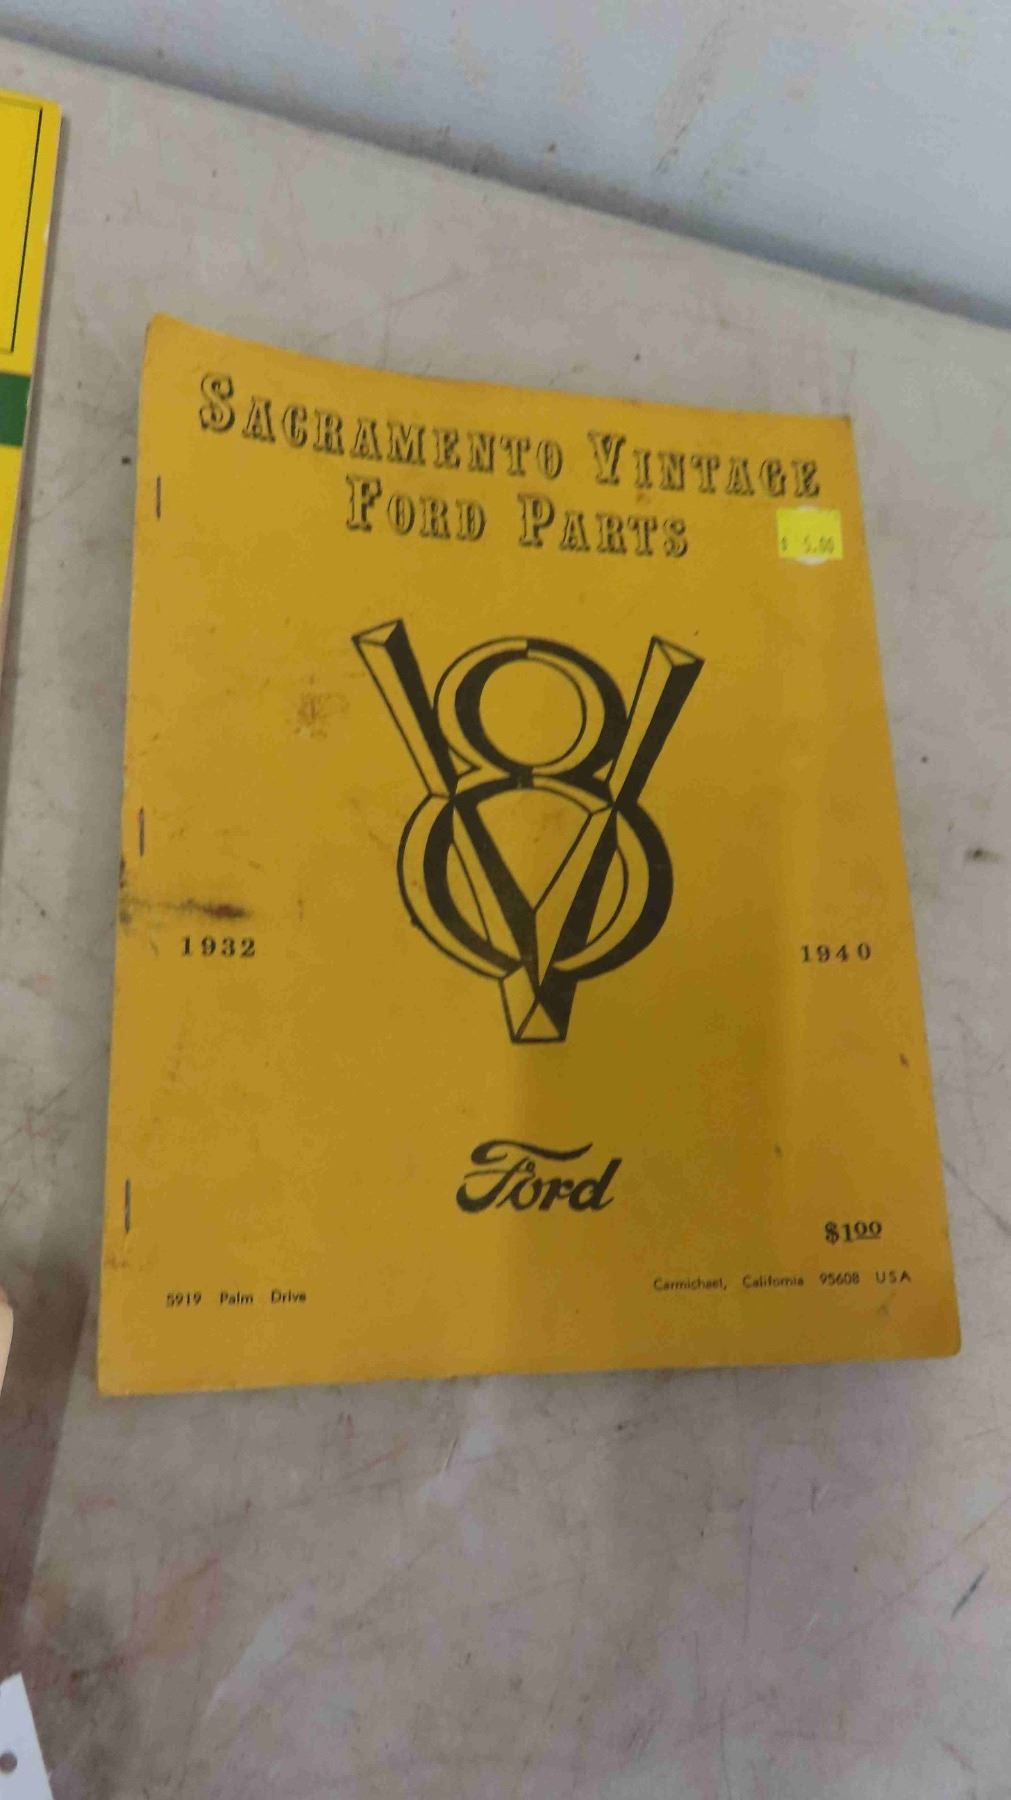 SACRAMENTO VINTAGE
FORD PARTS
$ 5.00
V8
1932
1940
Ford
$100
5919 Palm Drive
Carmichael, California 95608 USA